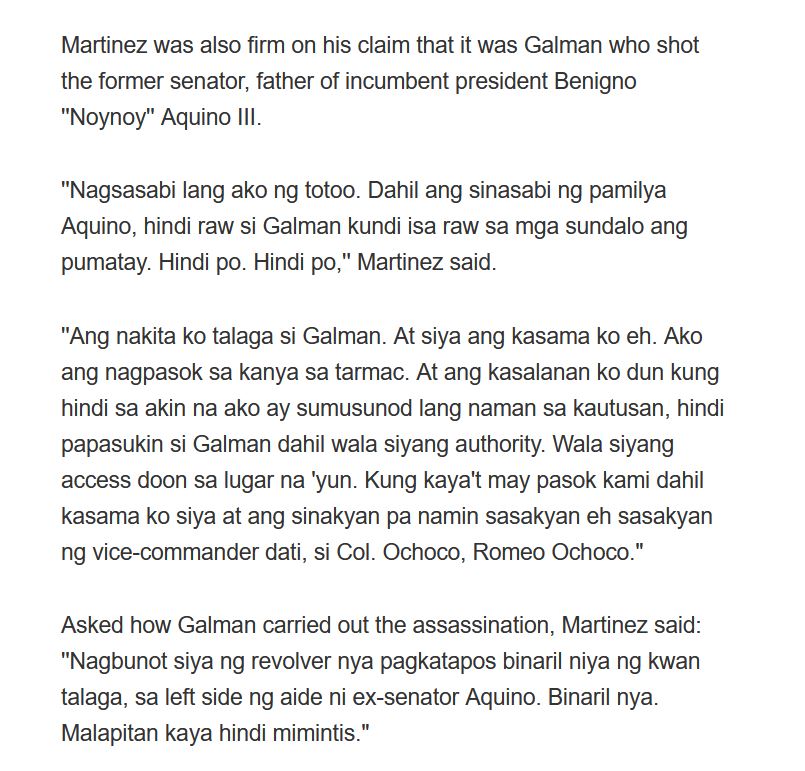 Martinez was also firm on his claim that it was Galman who shot
the former senator, father of incumbent president Benigno
"Noynoy" Aquino III.
"Nagsasabi lang ako ng totoo. Dahil ang sinasabi ng pamilya
Aquino, hindi raw si Galman kundi isa raw sa mga sundalo ang
pumatay. Hindi po. Hindi po," Martinez said.
"Ang nakita ko talaga si Galman. At siya ang kasama ko eh. Ako
ang nagpasok sa kanya sa tarmac. At ang kasalanan ko dun kung
hindi sa akin na ako ay sumusunod lang naman sa kautusan, hindi
papasukin si Galman dahil wala siyang authority. Wala siyang
access doon sa lugar na 'yun. Kung kaya't may pasok kami dahil
kasama ko siya at ang sinakyan pa namin sasakyan eh sasakyan
ng vice-commander dati, si Col. Ochoco, Romeo Ochoco."
Asked how Galman carried out the assassination, Martinez said:
"Nagbunot siya ng revolver nya pagkatapos binaril niya ng kwan
talaga, sa left side ng aide ni ex-senator Aquino. Binaril nya.
Malapitan kaya hindi mimintis."